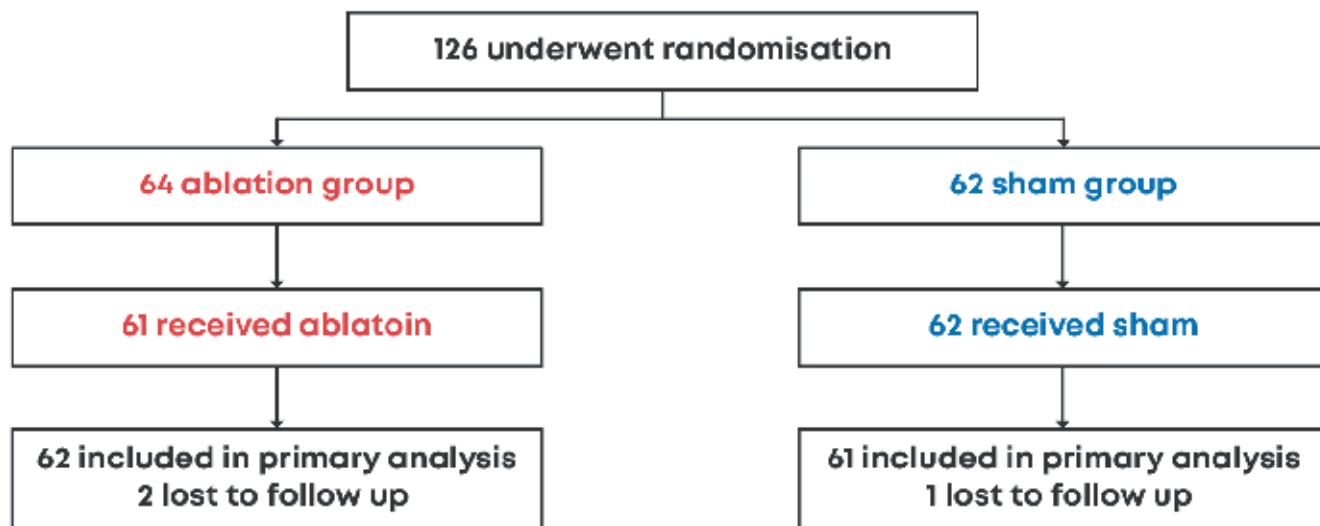 126 underwent randomisation
64 ablation group
62 sham group
61 received ablatoin
62 received sham
62 included in primary analysis
2 lost to follow up
61 included in primary analysis
1 lost to follow up